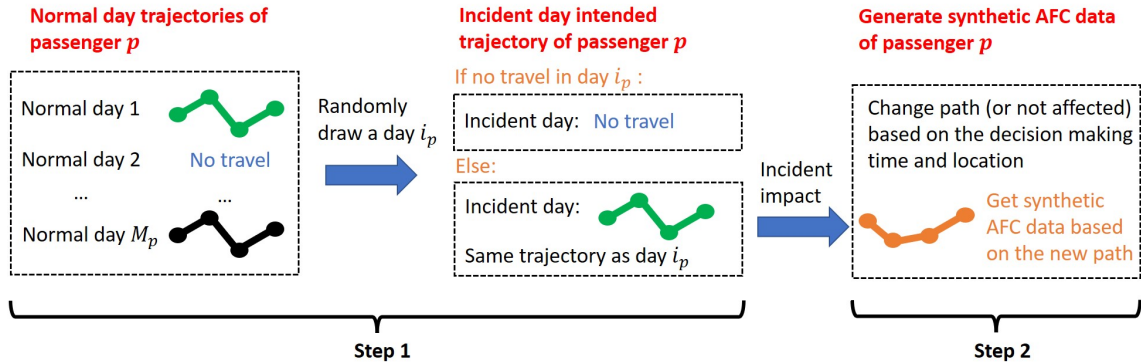 Normal day trajectories of
passenger p
Normal day 1
Normal day 2
No travel
...
...
Normal day M_p
Randomly
draw a day i_p
Incident day intended
trajectory of passenger p
If no travel in day i_p :
Incident day: No travel
Else:
Incident day:
Same trajectory as day i_p
Incident
impact
Generate synthetic AFC data
of passenger p
Change path (or not affected)
based on the decision making
time and location
Get synthetic
AFC data based
on the new path
Step 1
Step 2